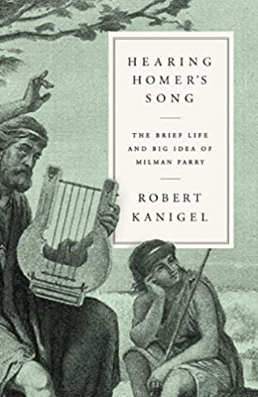 HEARING
HOMER'S
SONG
THE BRIEF LIFE
AND BIG IDEA OF
MILMAN PARRY
ROBERT
KANIGEL